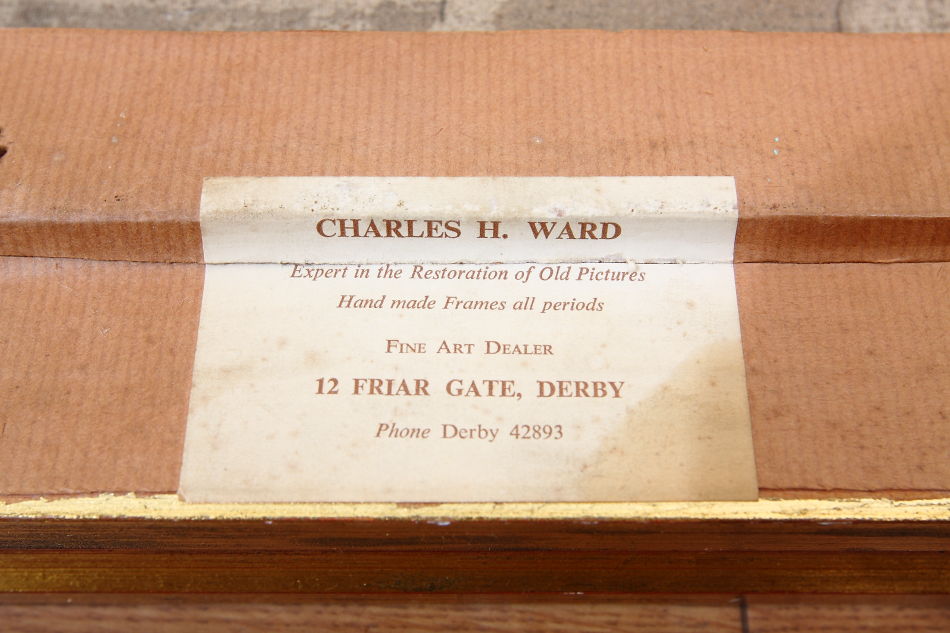 CHARLES H. WARD
Expert in the Restoration of Old Pictures
Hand made Frames all periods
FINE ART DEALER
12 FRIAR GATE, DERBY
Phone Derby 42893